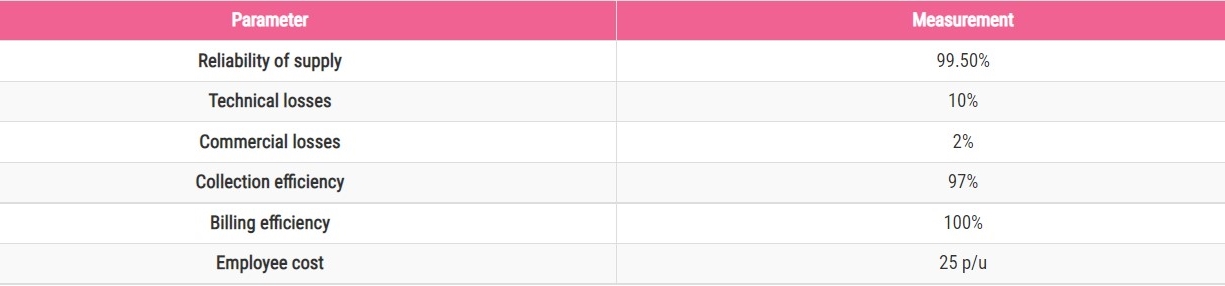 Parameter Measurement
Reliability of supply 99.50%
Technical losses 10%
Commercial losses 2%
Collection efficiency 97%
Billing efficiency 100%
Employee cost 25 p/u